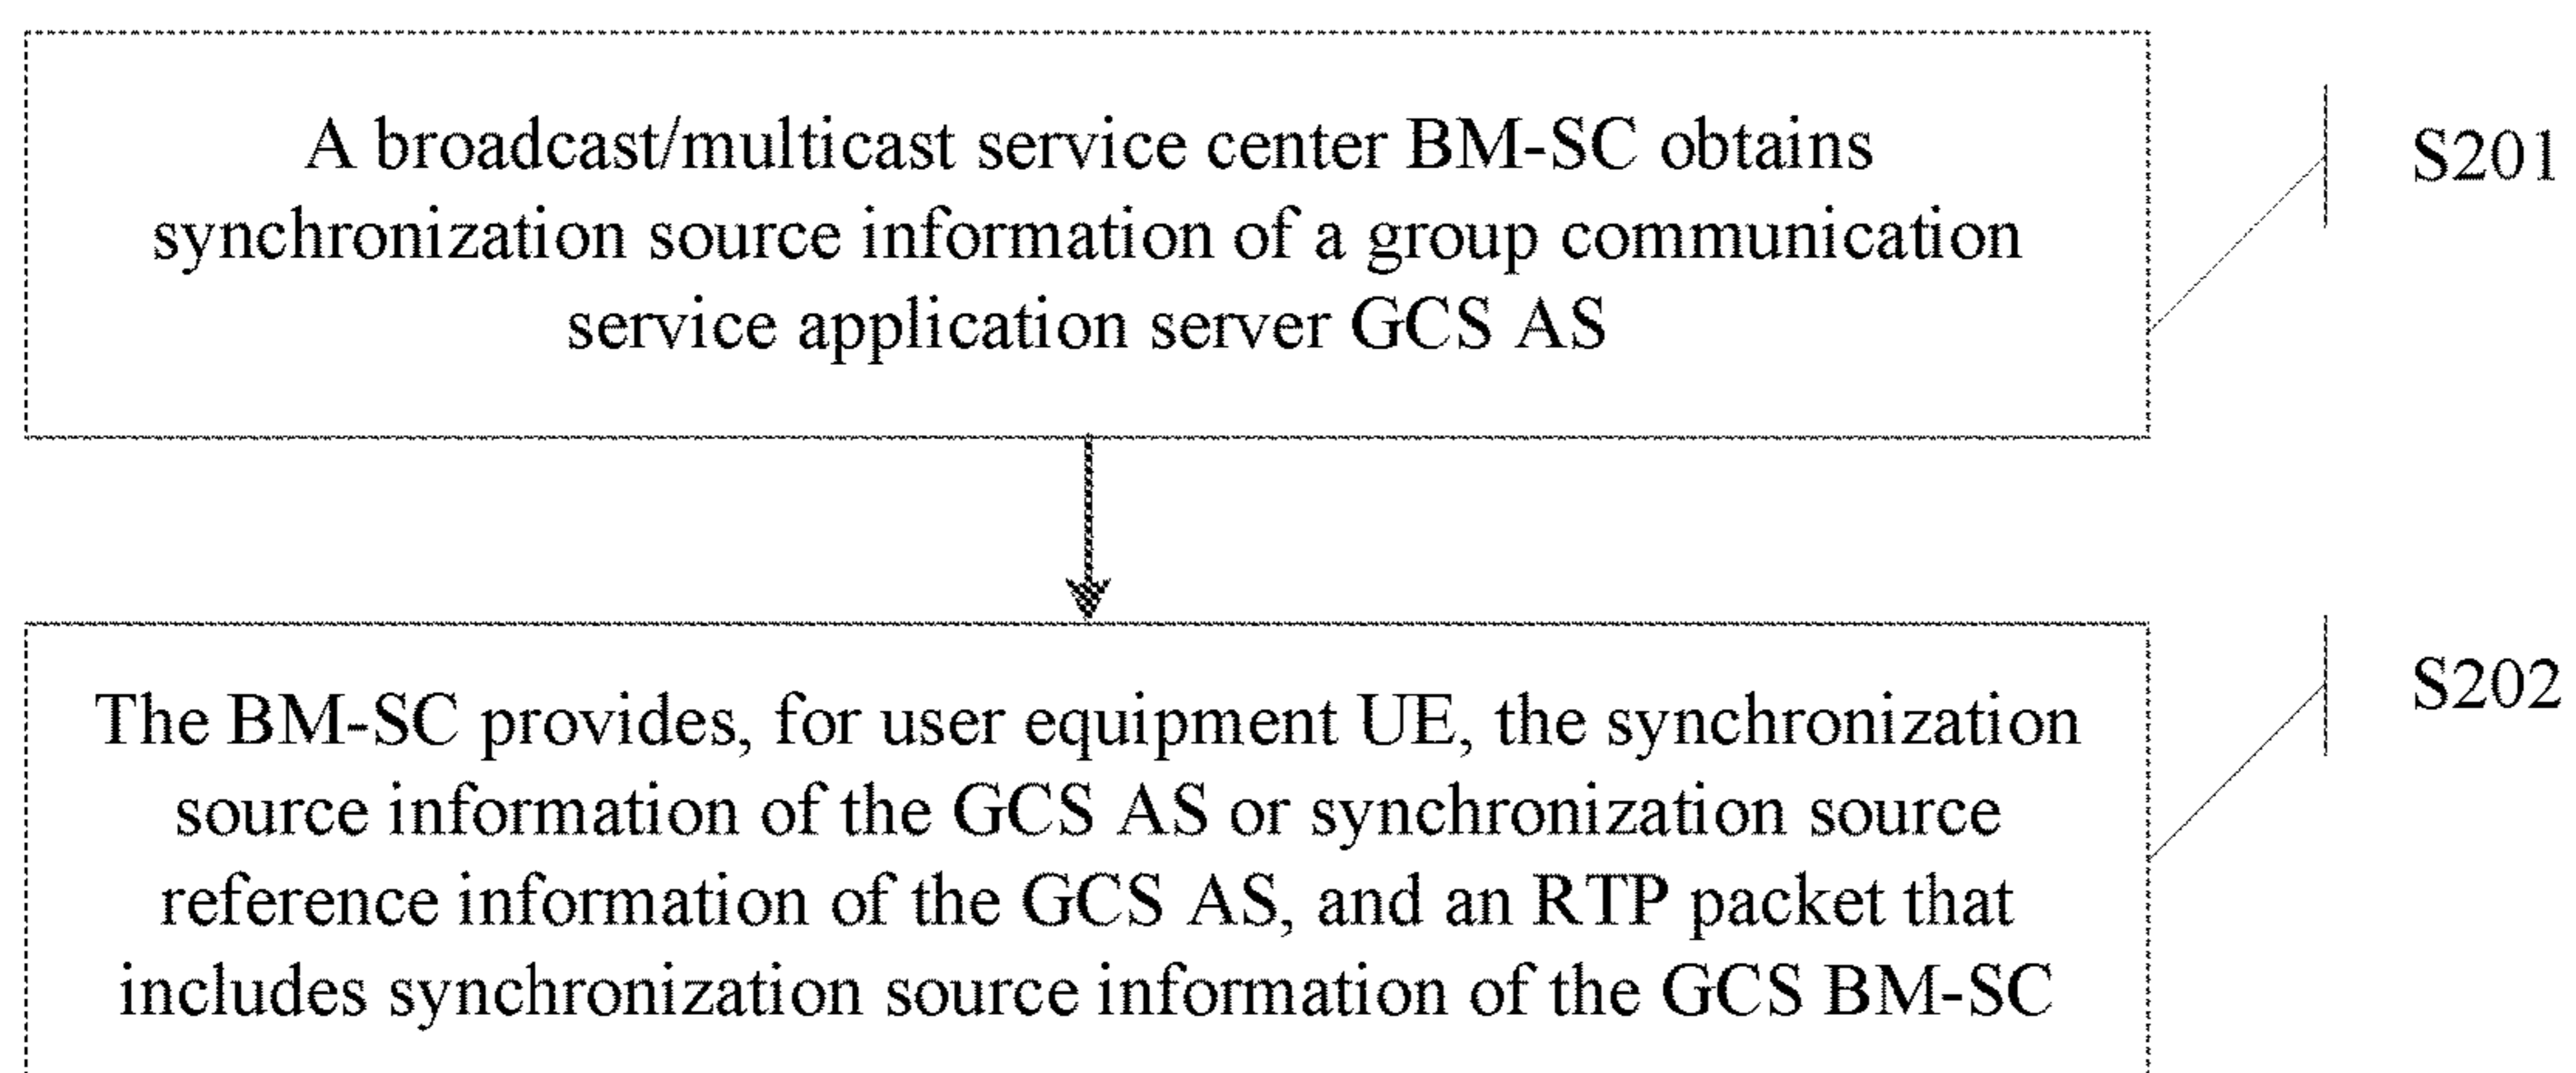 A broadcast/multicast service center BM-SC obtains
synchronization source information of a group communication
service application server GCS AS
S201
The BM-SC provides, for user equipment UE, the synchronization
source information of the GCS AS or synchronization source
reference information of the GCS AS, and an RTP packet that
includes synchronization source information of the GCS BM-SC
S202